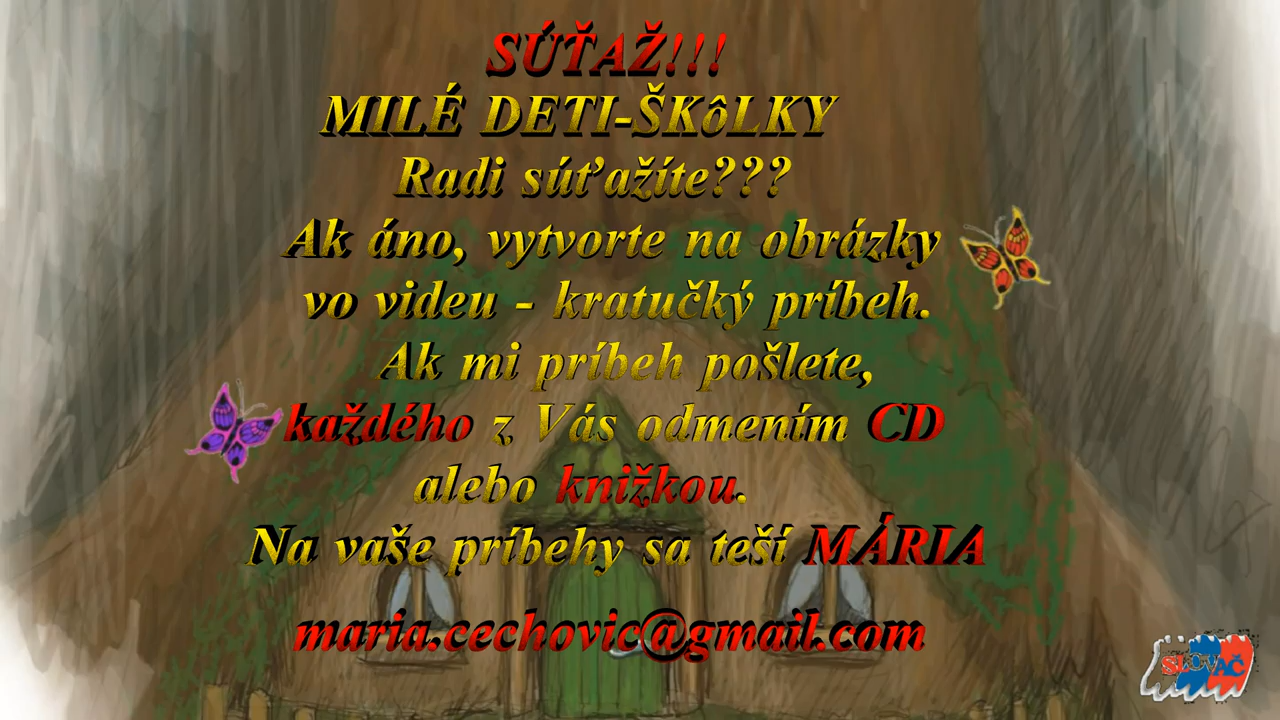 SÚŤAŽ!!!
MILÉ DETI-ŠKôLKY
Radi súťažíte???
Ak áno, vytvorte na obrázky
vo videu - kratučký príbeh.
Ak mi príbeh pošlete,
každého z Vás odmením CD
alebo knižkou.
Na vaše príbehy sa teší MÁRIA
maria.cechovic@gmail.com
SLOVAČ